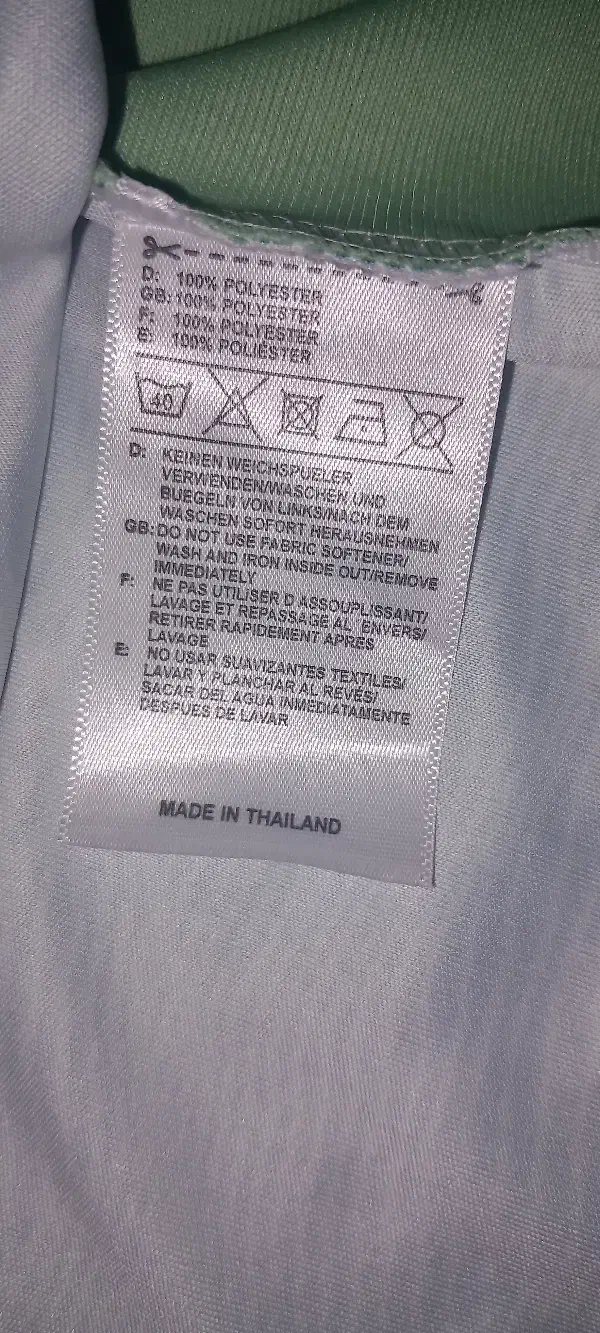 D: 100% POLYESTER
GB: 100% POLYESTER
F: 100% POLYESTER
E: 100% POLIÉSTER
40
D: KEINEN WEICHSPUELER
VERWENDEN/WASCHEN UND
BUEGELN VON LINKS/NACH DEM
WASCHEN SOFORT HERAUSNEHMEN
GB: DO NOT USE FABRIC SOFTENER/
WASH AND IRON INSIDE OUT/REMOVE
IMMEDIATELY
F: NE PAS UTILISER D ASSOUPLISSANT/
LAVAGE ET REPASSAGE AL ENVERS/
RETIRER RAPIDEMENT APRES
LAVAGE
E: NO USAR SUAVIZANTES TEXTILES/
LAVAR Y PLANCHAR AL REVÉS/
SACAR DEL AGUA INMEDIATAMENTE
DESPUES DE LAVAR
MADE IN THAILAND